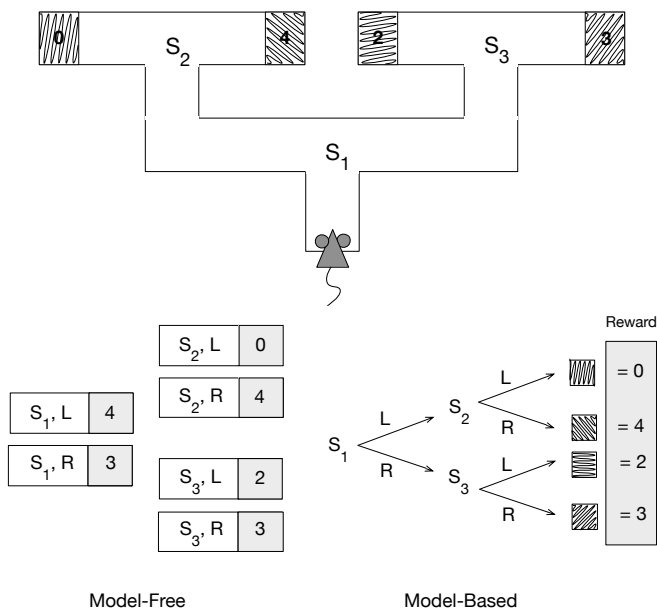 0 S2 4 2 S3 3
S1
Reward
S2, L 0
S2, R 4
S1, L 4
S1, R 3
S3, L 2
S3, R 3
S1
L
R
S2
S3
L
R
L
R
= 0
= 4
= 2
= 3
Model-Free Model-Based